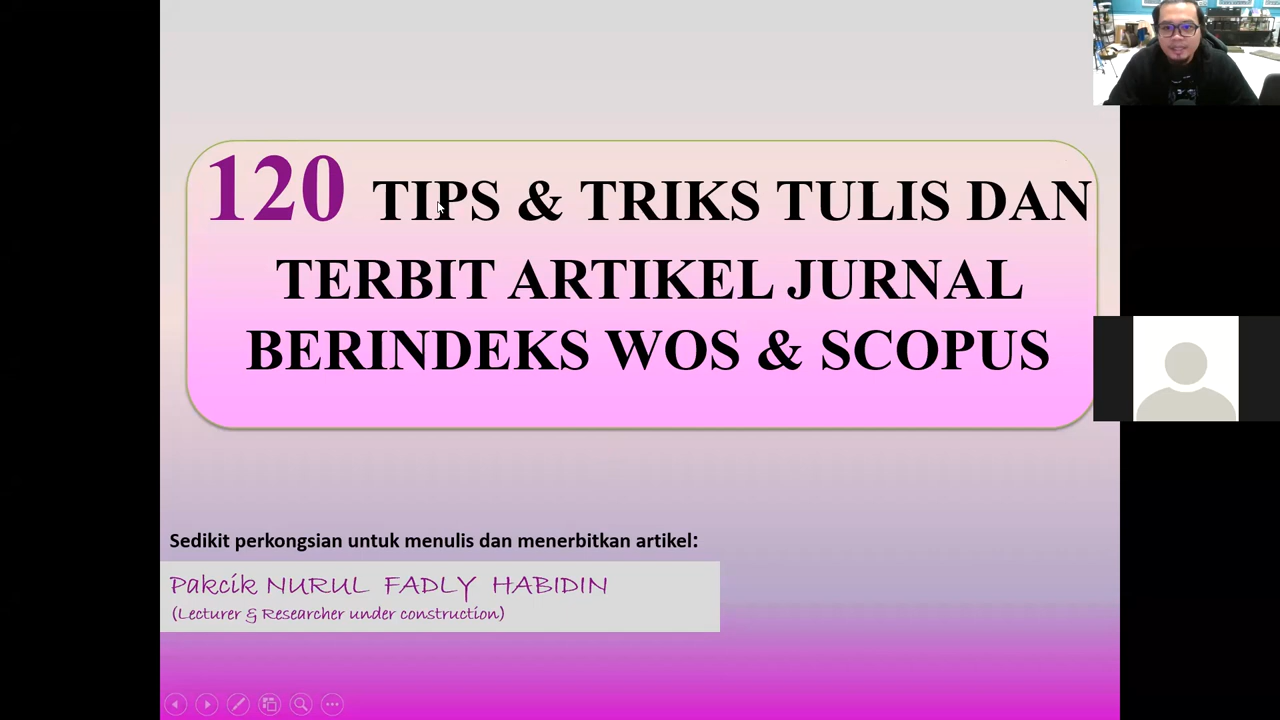 120 TIPS & TRIKS TULIS DAN
TERBIT ARTIKEL JURNAL
BERINDEKS WOS & SCOPUS
Sedikit perkongsian untuk menulis dan menerbitkan artikel:
Pakcik NURUL FADLY HABIDIN
(Lecturer & Researcher under construction)